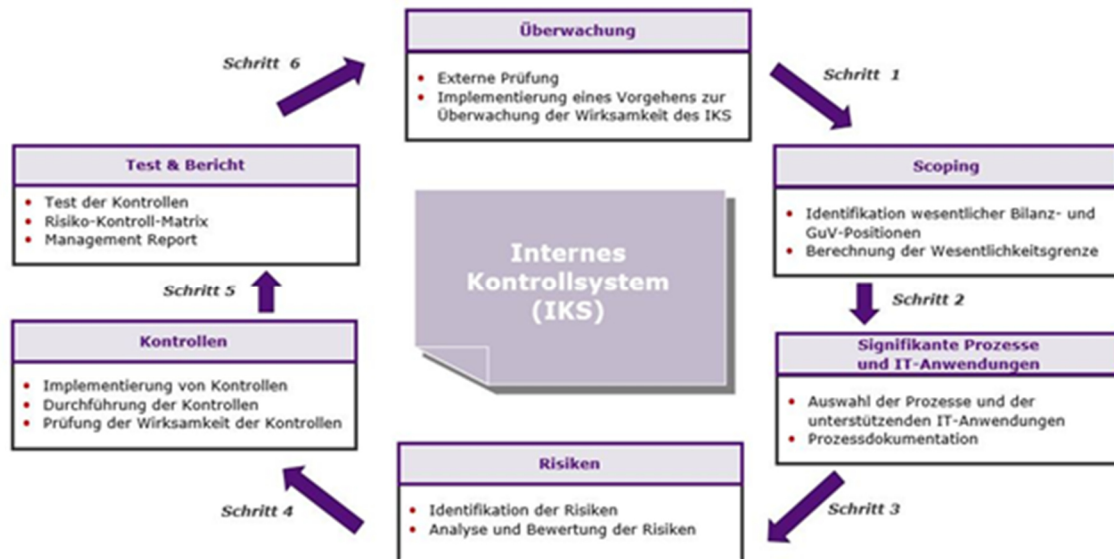 Überwachung
• Externe Prüfung
• Implementierung eines Vorgehens zur
Überwachung der Wirksamkeit des IKS
Schritt 1
Scoping
• Identifikation wesentlicher Bilanz- und
GuV-Positionen
• Berechnung der Wesentlichkeitsgrenze
Schritt 2
Signifikante Prozesse
und IT-Anwendungen
• Auswahl der Prozesse und der
unterstützenden IT-Anwendungen
• Prozessdokumentation
Schritt 3
Risiken
• Identifikation der Risiken
• Analyse und Bewertung der Risiken
Schritt 4
Kontrollen
• Implementierung von Kontrollen
• Durchführung der Kontrollen
• Prüfung der Wirksamkeit der Kontrollen
Schritt 5
Test & Bericht
• Test der Kontrollen
• Risiko-Kontroll-Matrix
• Management Report
Schritt 6
Internes
Kontrollsystem
(IKS)